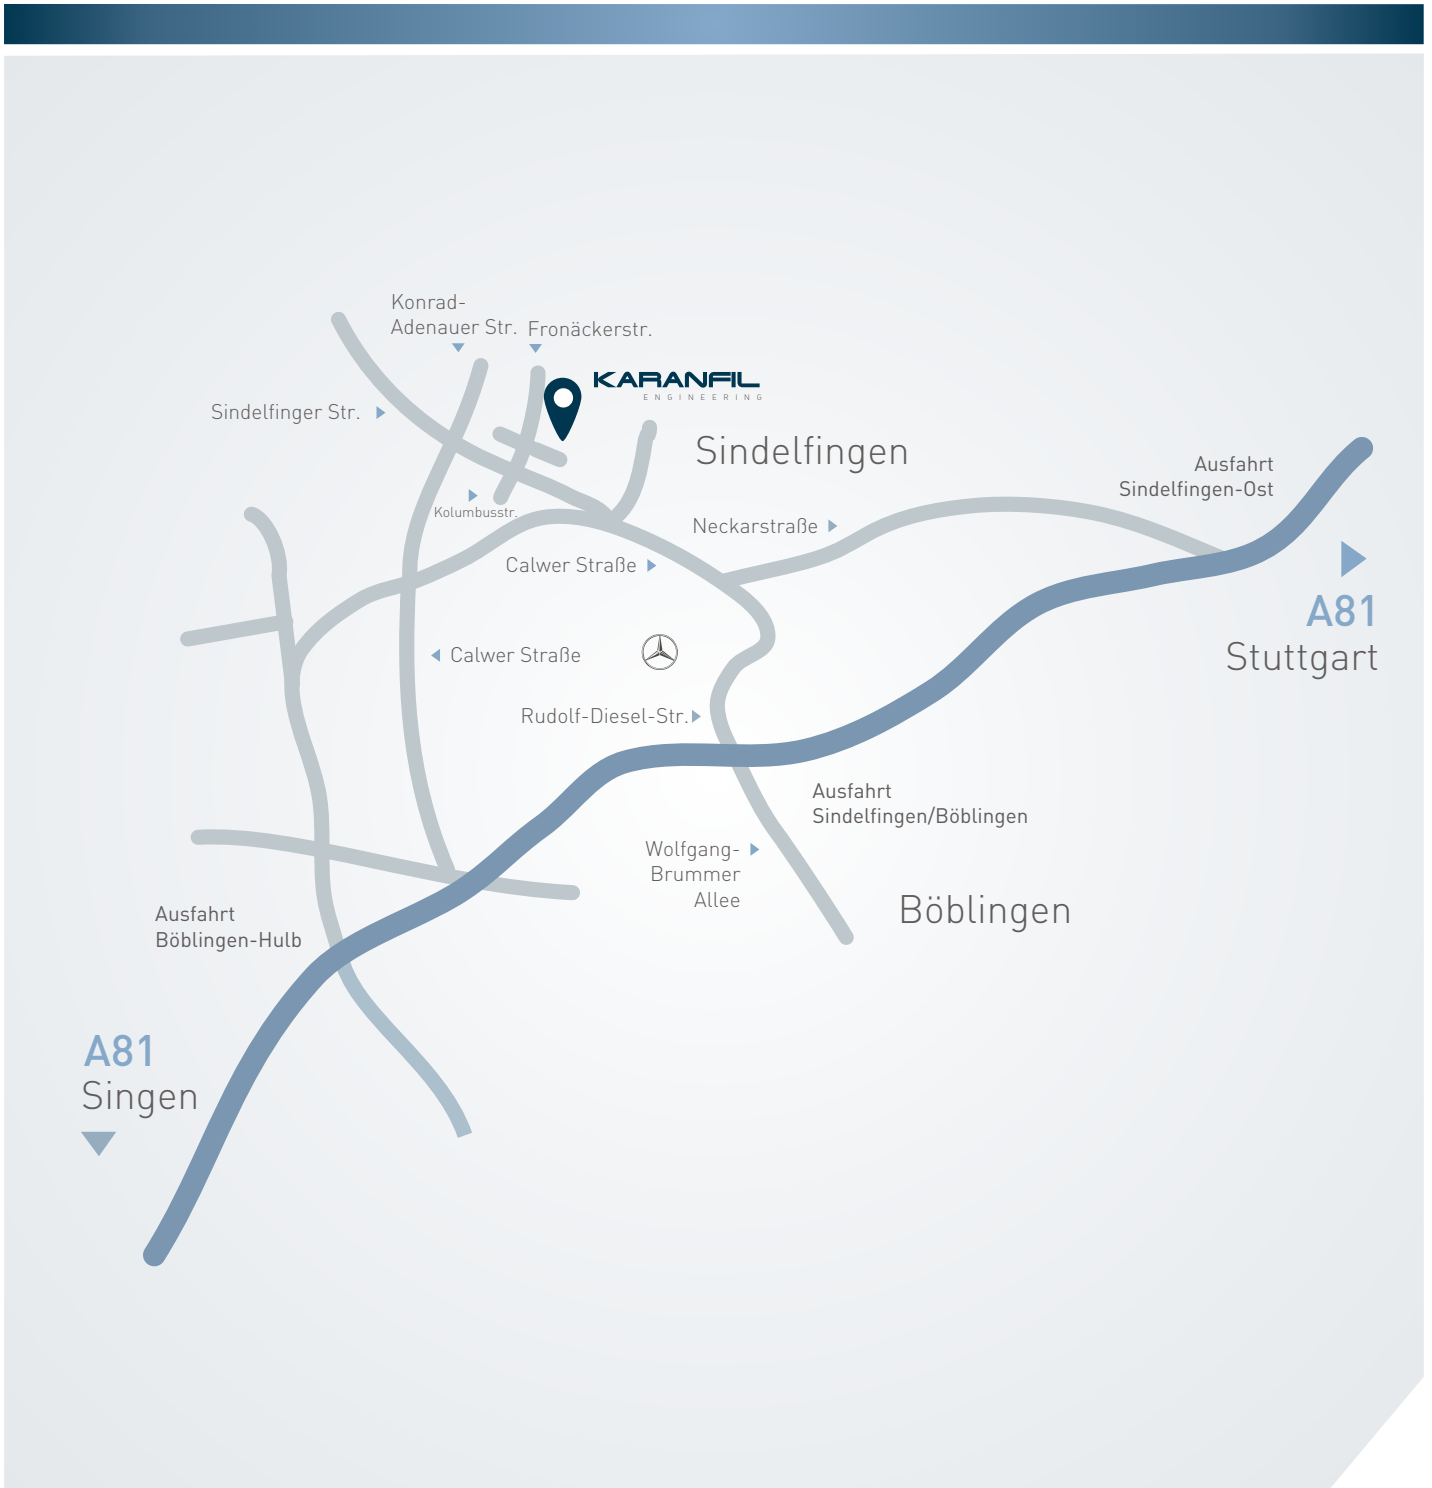 Konrad-
Adenauer Str.
Fronäckerstr.
KARANFIL
ENGINEERING
Sindelfinger Str.
Sindelfingen
Ausfahrt
Sindelfingen-Ost
Kolumbusstr.
Neckarstraße
Calwer Straße
A81
Stuttgart
Calwer Straße
Rudolf-Diesel-Str.
Ausfahrt
Sindelfingen/Böblingen
Wolfgang-
Brummer
Allee
Böblingen
Ausfahrt
Böblingen-Hulb
A81
Singen